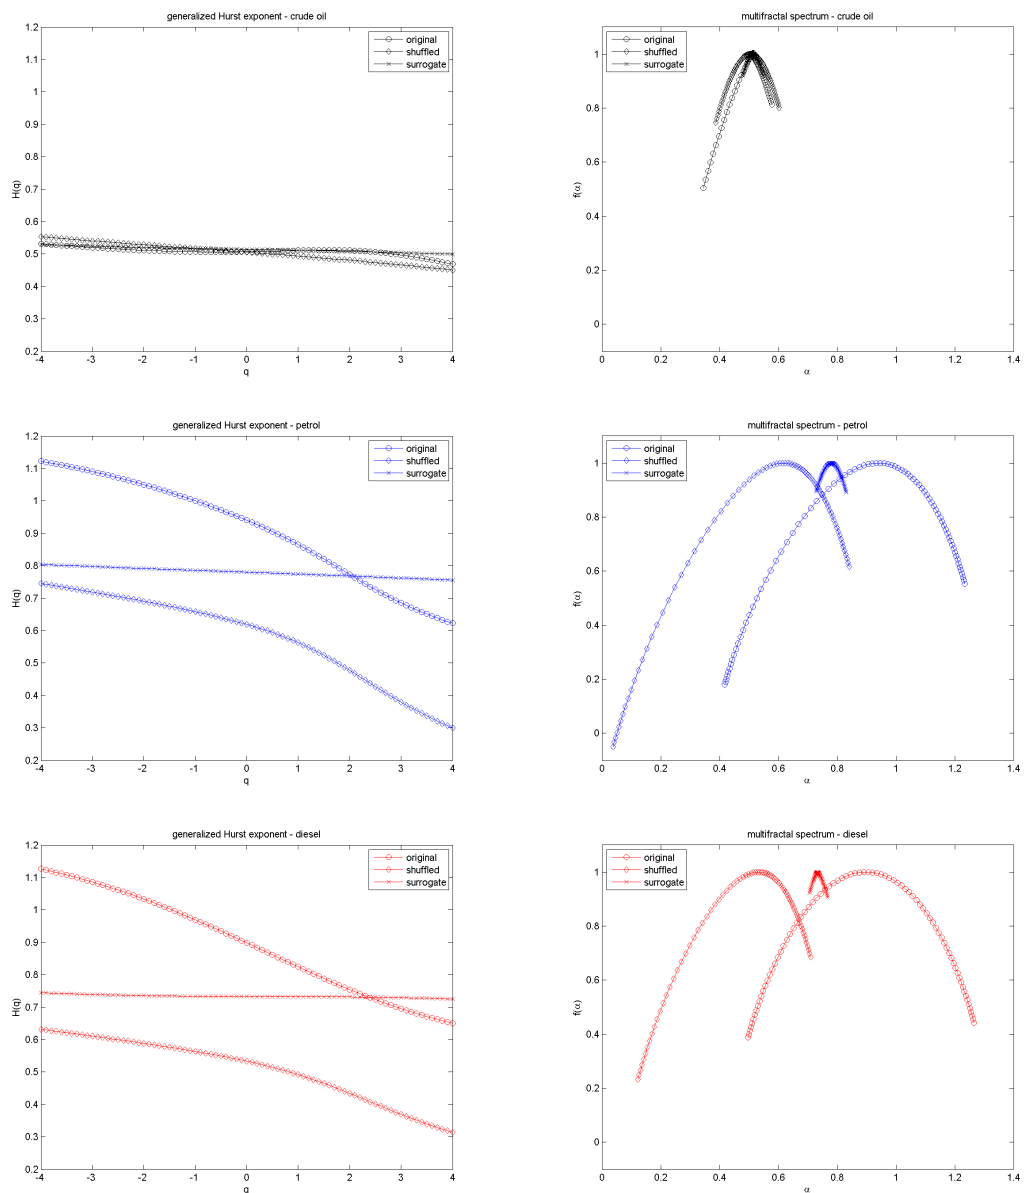 generalized Hurst exponent - crude oil
1.2
1.1
1
0.9
0.8
0.7
0.6
0.5
0.4
0.3
0.2
H(q)
-4 -3 -2 -1 0 1 2 3 4
q
original
shuffled
surrogate
multifractal spectrum - crude oil
1
0.8
0.6
0.4
0.2
0
f(α)
0 0.2 0.4 0.6 0.8 1 1.2 1.4
α
original
shuffled
surrogate
generalized Hurst exponent - petrol
1.2
1.1
1
0.9
0.8
0.7
0.6
0.5
0.4
0.3
0.2
H(q)
-4 -3 -2 -1 0 1 2 3 4
q
original
shuffled
surrogate
multifractal spectrum - petrol
1
0.8
0.6
0.4
0.2
0
f(α)
0 0.2 0.4 0.6 0.8 1 1.2 1.4
α
original
shuffled
surrogate
generalized Hurst exponent - diesel
1.2
1.1
1
0.9
0.8
0.7
0.6
0.5
0.4
0.3
0.2
H(q)
-4 -3 -2 -1 0 1 2 3 4
q
original
shuffled
surrogate
multifractal spectrum - diesel
1
0.8
0.6
0.4
0.2
0
f(α)
0 0.2 0.4 0.6 0.8 1 1.2 1.4
α
original
shuffled
surrogate